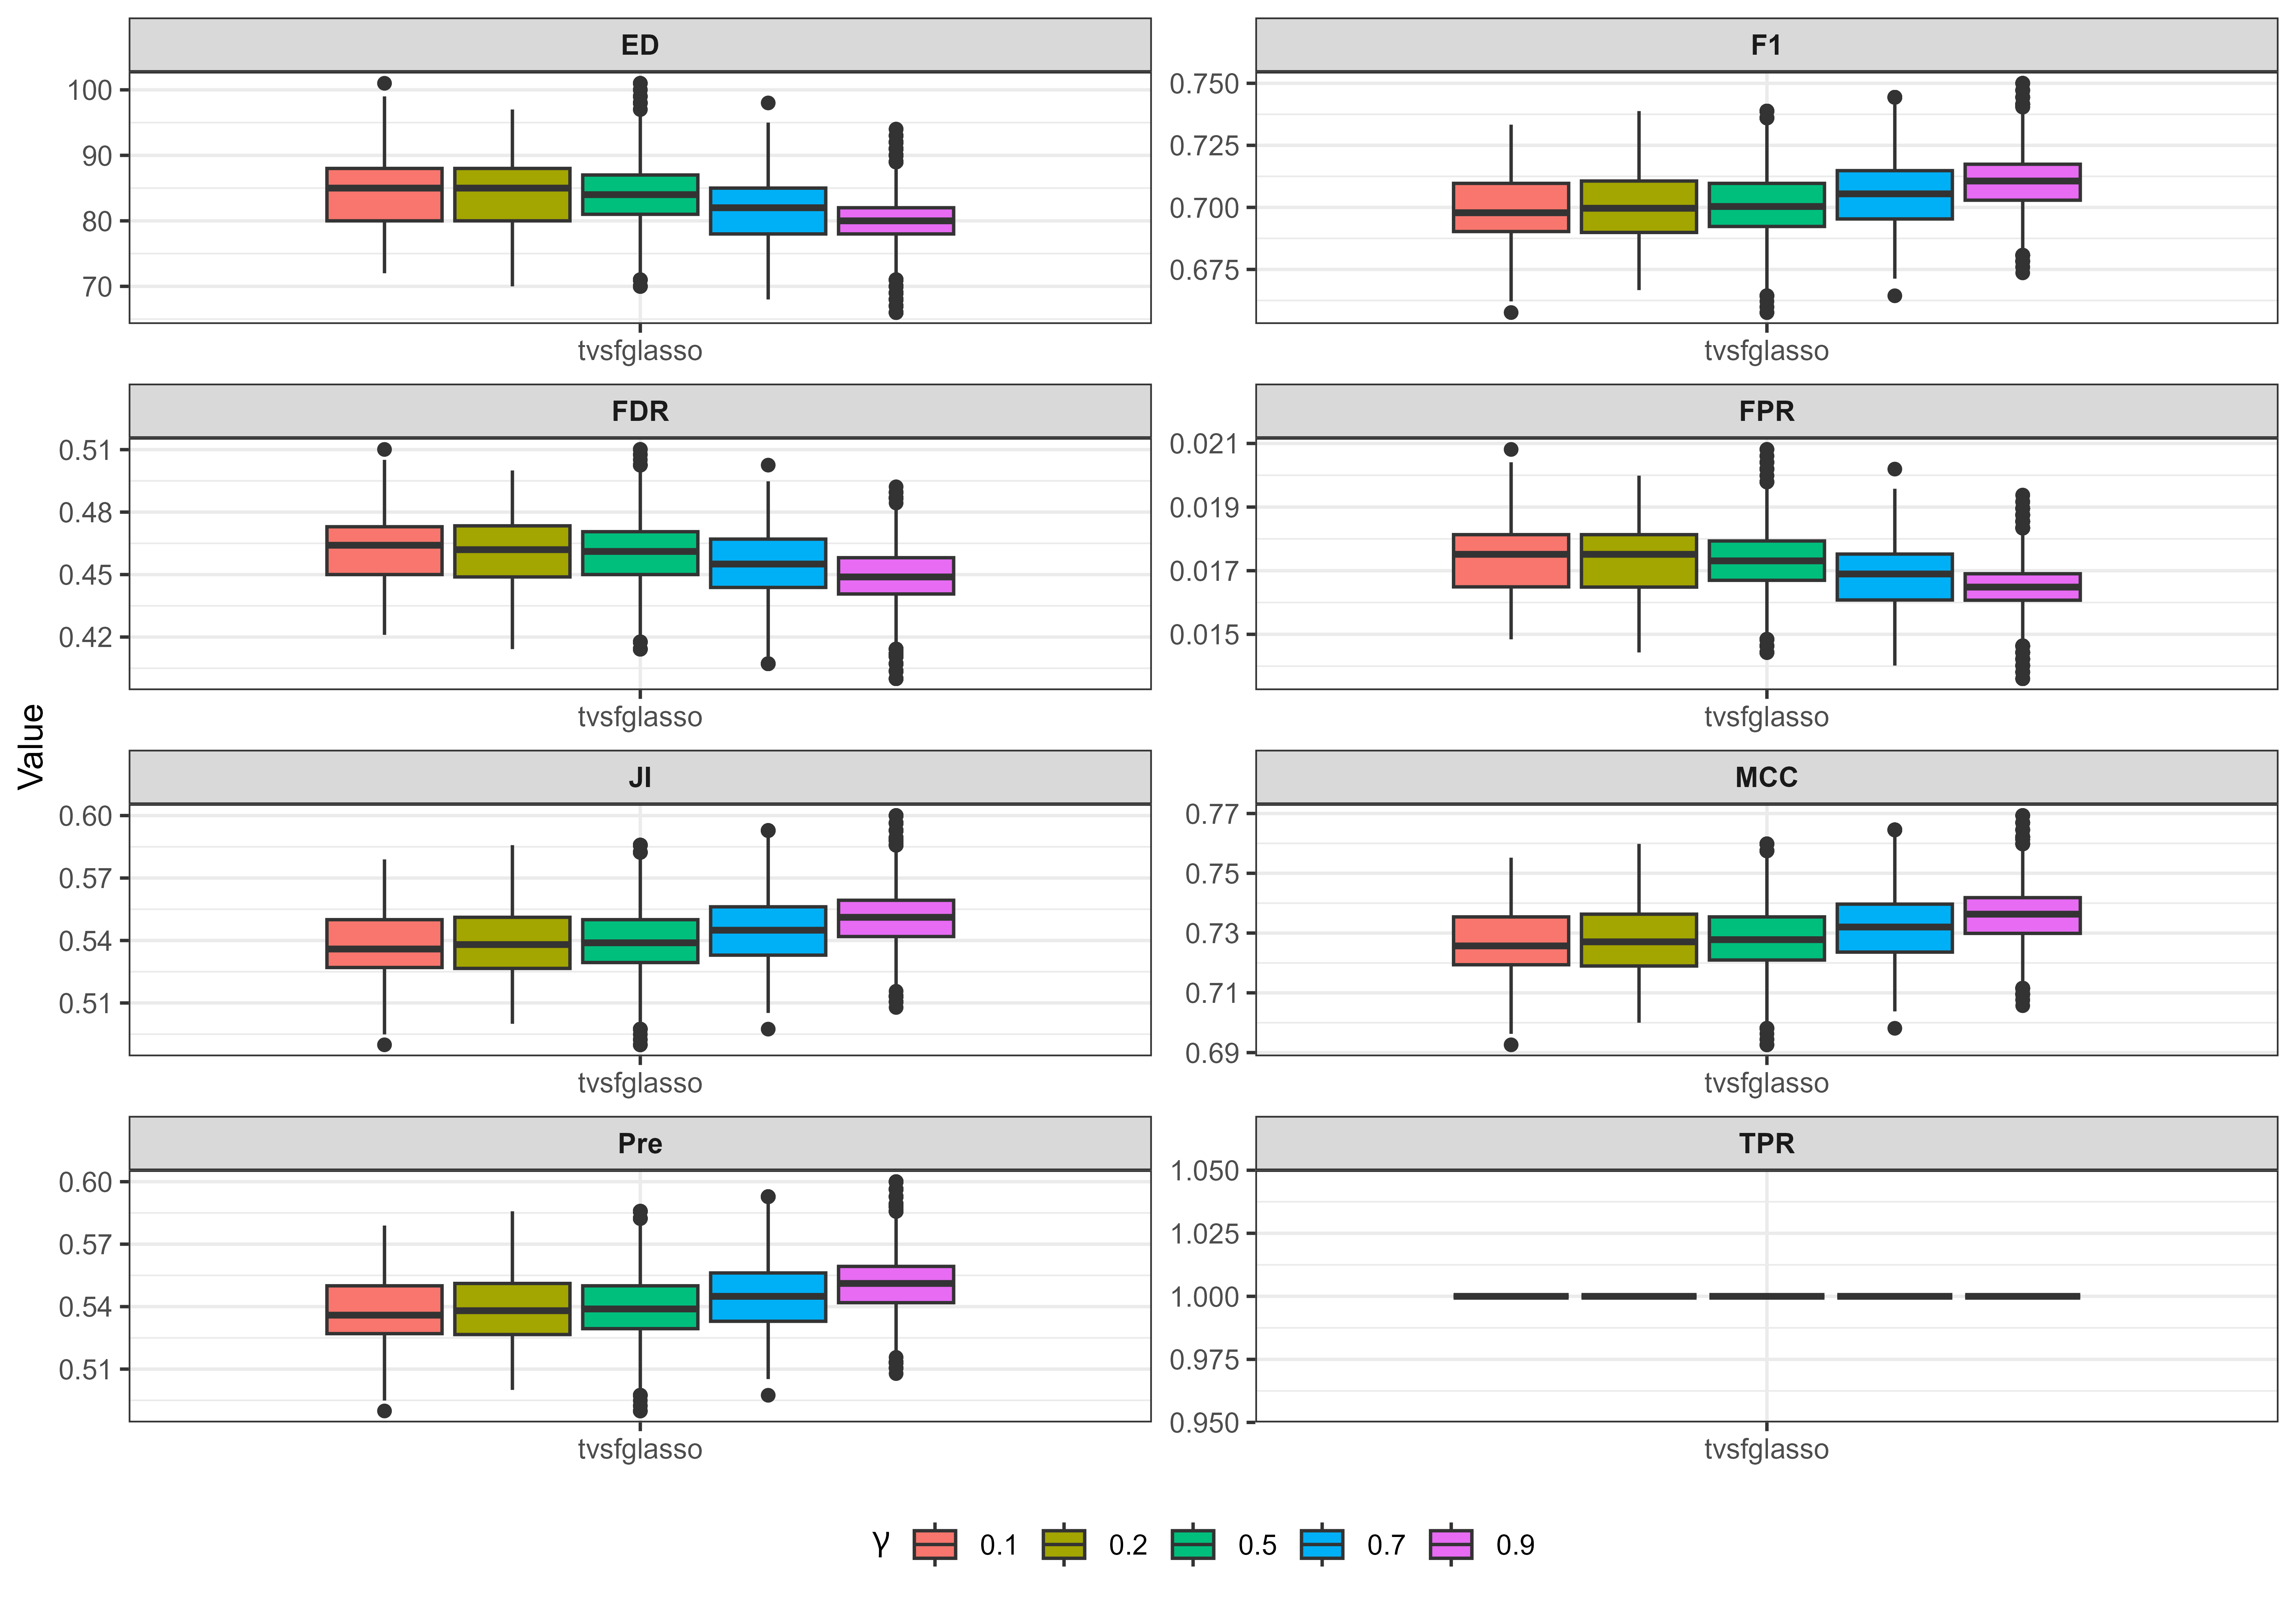 ED
F1
100
90
80
70
tvsfglasso
0.750
0.725
0.700
0.675
tvsfglasso
FDR
FPR
0.51
0.48
0.45
0.42
tvsfglasso
0.021
0.019
0.017
0.015
tvsfglasso
Value
JI
MCC
0.60
0.57
0.54
0.51
tvsfglasso
0.77
0.75
0.73
0.71
0.69
tvsfglasso
Pre
TPR
0.60
0.57
0.54
0.51
tvsfglasso
1.050
1.025
1.000
0.975
0.950
tvsfglasso
γ 0.1 0.2 0.5 0.7 0.9